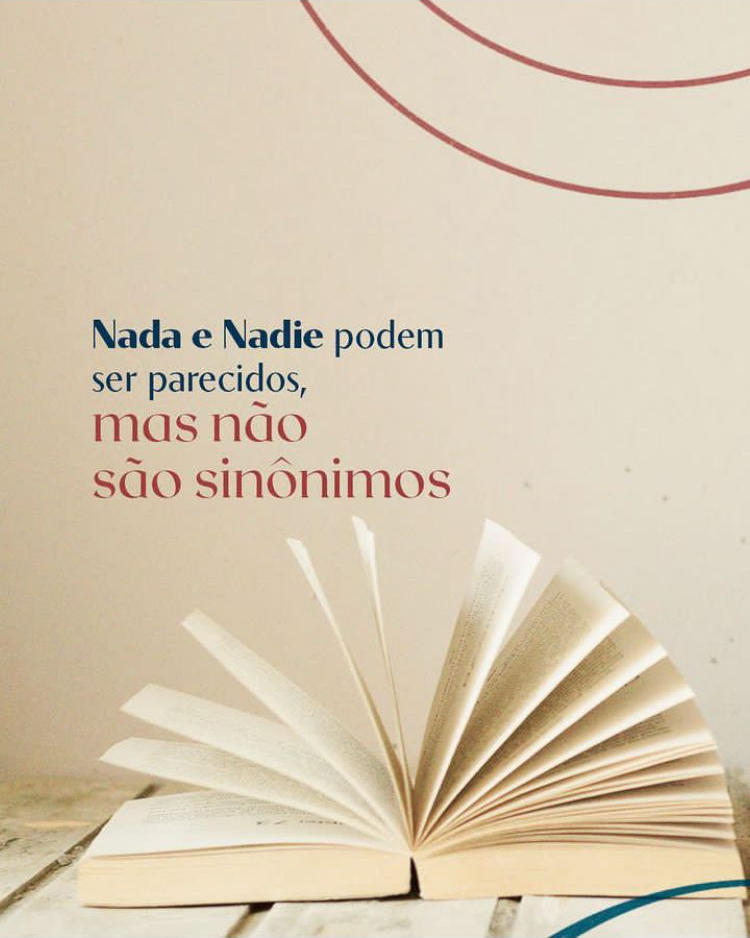 Nada e Nadie podem
ser parecidos,
mas não
são sinônimos